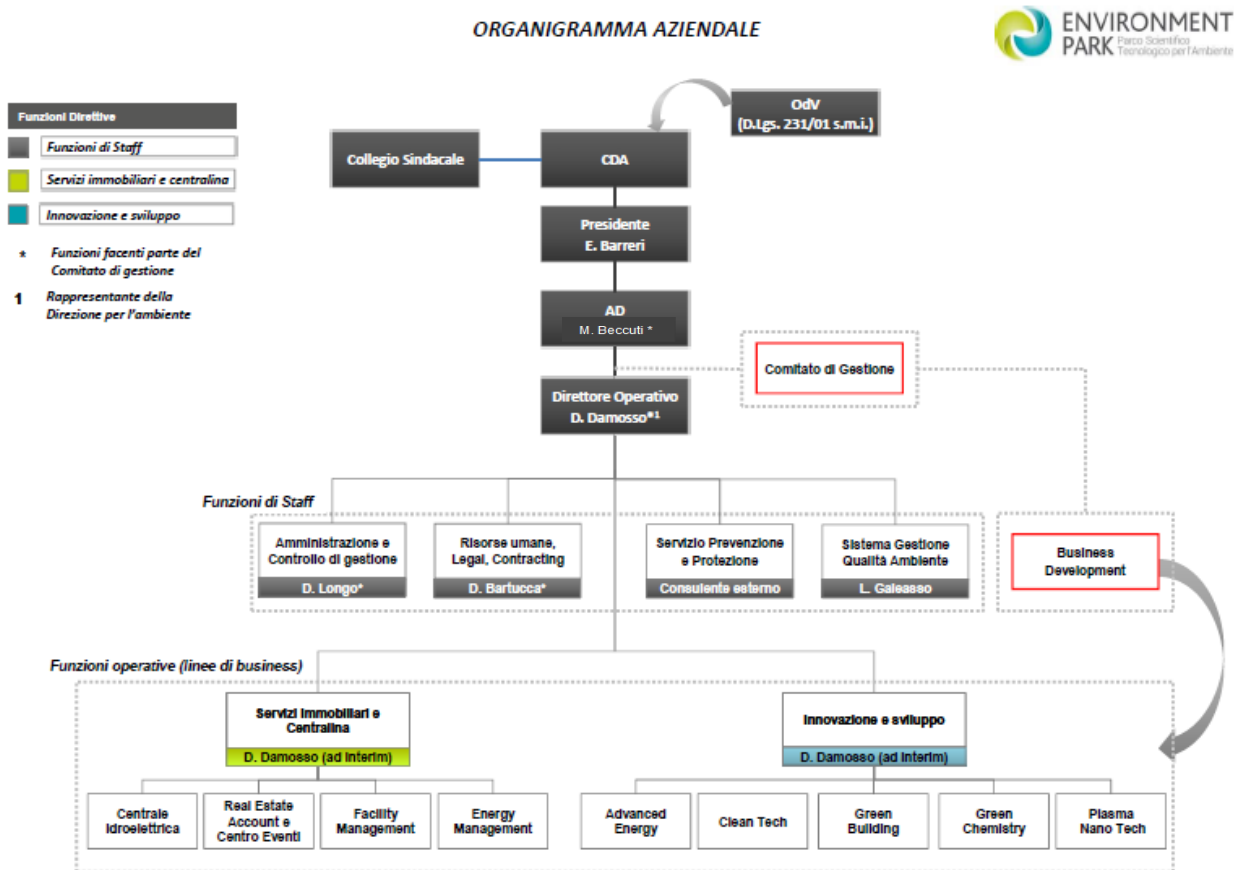 ORGANIGRAMMA AZIENDALE
ENVIRONMENT
PARK Parco Scientifico
Tecnologico per l'Ambiente
Funzioni Direttive
Funzioni di Staff
Servizi immobiliari e centralina
Innovazione e sviluppo
* Funzioni facenti parte del
Comitato di gestione
1 Rappresentante della
Direzione per l'ambiente
OdV
(D.Lgs. 231/01 s.m.i.)
Collegio Sindacale
CDA
Presidente
E. Barreri
AD
M. Beccuti *
Comitato di Gestione
Direttore Operativo
D. Damosso*1
Funzioni di Staff
Amministrazione e
Controllo di gestione
D. Longo*
Risorse umane,
Legal, Contracting
D. Bartucca*
Servizio Prevenzione
e Protezione
Consulente esterno
Sistema Gestione
Qualità Ambiente
L. Galeasso
Business
Development
Funzioni operative (linee di business)
Servizi Immobiliari e
Centralina
D. Damosso (ad interim)
Innovazione e sviluppo
D. Damosso (ad interim)
Centrale
Idroelettrica
Real Estate
Account e
Centro Eventi
Facility
Management
Energy
Management
Advanced
Energy
Clean Tech
Green
Building
Green
Chemistry
Plasma
Nano Tech